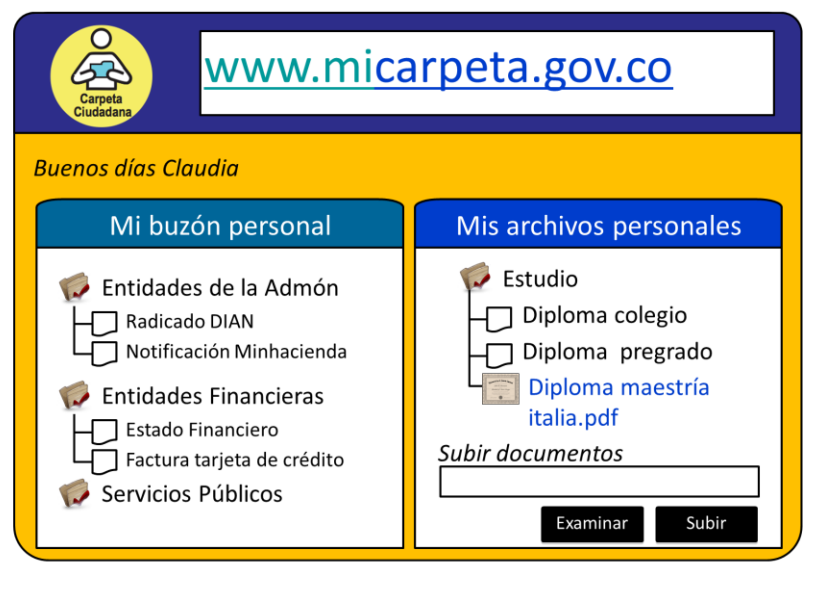 Carpeta
Ciudadana
www.micarpeta.gov.co
Buenos días Claudia
Mi buzón personal
Entidades de la Admón
Radicado DIAN
Notificación Minhacienda
Entidades Financieras
Estado Financiero
Factura tarjeta de crédito
Servicios Públicos
Mis archivos personales
Estudio
Diploma colegio
Diploma pregrado
Diploma maestría
italia.pdf
Subir documentos
Examinar
Subir